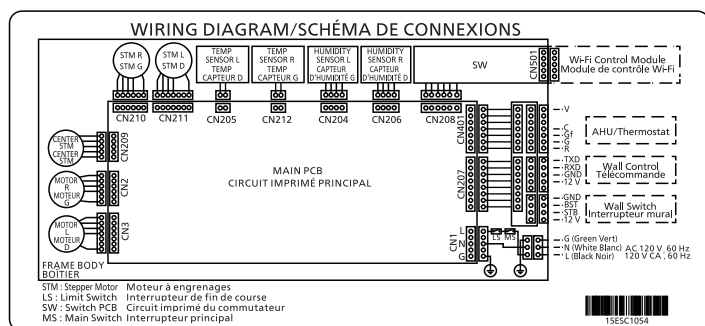 WIRING DIAGRAM/SCHÉMA DE CONNEXIONS
STM R
STM G
STM L
STM D
TEMP
SENSOR L
TEMP
CAPTEUR D
TEMP
SENSOR R
TEMP
CAPTEUR G
HUMIDITY
SENSOR L
CAPTEUR
D'HUMIDITÉ G
HUMIDITY
SENSOR R
CAPTEUR
D'HUMIDITÉ D
SW
CN501
Wi-Fi Control Module
Module de contrôle Wi-Fi
CN210
CN211
CN205
CN212
CN204
CN206
CN208
CN401
V
C
Gf
G
R
AHU/Thermostat
CENTER
STM
CENTER
STM
CN209
MAIN PCB
CIRCUIT IMPRIMÉ PRINCIPAL
CN207
TXD
RXD
GND
12 V
Wall Control
Télécommande
MOTOR
R
MOTEUR
G
CN2
GND
BST
STB
12 V
Wall Switch
Interrupteur mural
MOTOR
L
MOTEUR
D
CN3
CN1
L
N
G
LS
MS
G (Green Vert)
N (White Blanc)
L (Black Noir)
AC 120 V, 60 Hz
120 V CA, 60 Hz
FRAME BODY
BOÎTIER
STM : Stepper Motor Moteur à engrenages
LS : Limit Switch Interrupteur de fin de course
SW : Switch PCB Circuit imprimé du commutateur
MS : Main Switch Interrupteur principal
15ESC1054